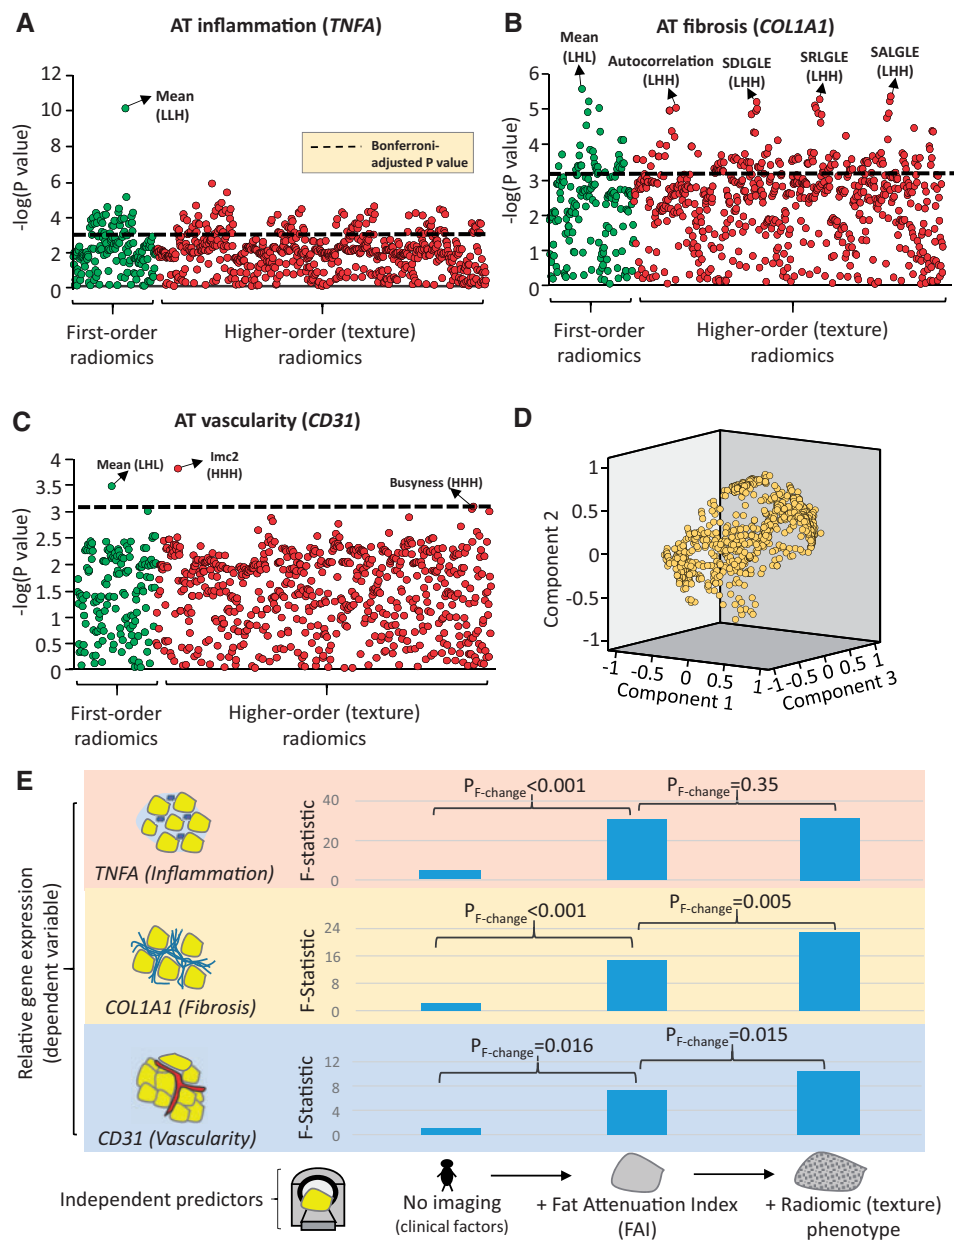 A
AT inflammation (TNFA)
-log(P value)
12
10
8
6
4
2
0
Mean
(LLH)
Bonferroni-
adjusted P value
First-order
radiomics
Higher-order (texture)
radiomics
B
AT fibrosis (COL1A1)
-log(P value)
6
5
4
3
2
1
0
Mean
(LHL)
Autocorrelation
(LHH)
SDLGLE
(LHH)
SRLGLE
(LHH)
SALGLE
(LHH)
First-order
radiomics
Higher-order (texture)
radiomics
C
AT vascularity (CD31)
-log(P value)
4
3.5
3
2.5
2
1.5
1
0.5
0
Mean (LHL)
Imc2
(HHH)
Busyness (HHH)
First-order
radiomics
Higher-order (texture)
radiomics
D
Component 2
1
0.5
0
-0.5
-1
-1 -0.5 0 0.5 1
Component 1
-1 -0.5 0 0.5 1
Component 3
E
Relative gene expression
(dependent variable)
TNFA (Inflammation)
F-statistic
40
20
0
PF-change<0.001
PF-change=0.35
COL1A1 (Fibrosis)
F-Statistic
24
16
8
0
PF-change<0.001
PF-change=0.005
CD31 (Vascularity)
F-Statistic
12
8
4
0
PF-change=0.016
PF-change=0.015
Independent predictors
No imaging
(clinical factors)
+ Fat Attenuation Index
(FAI)
+ Radiomic (texture)
phenotype